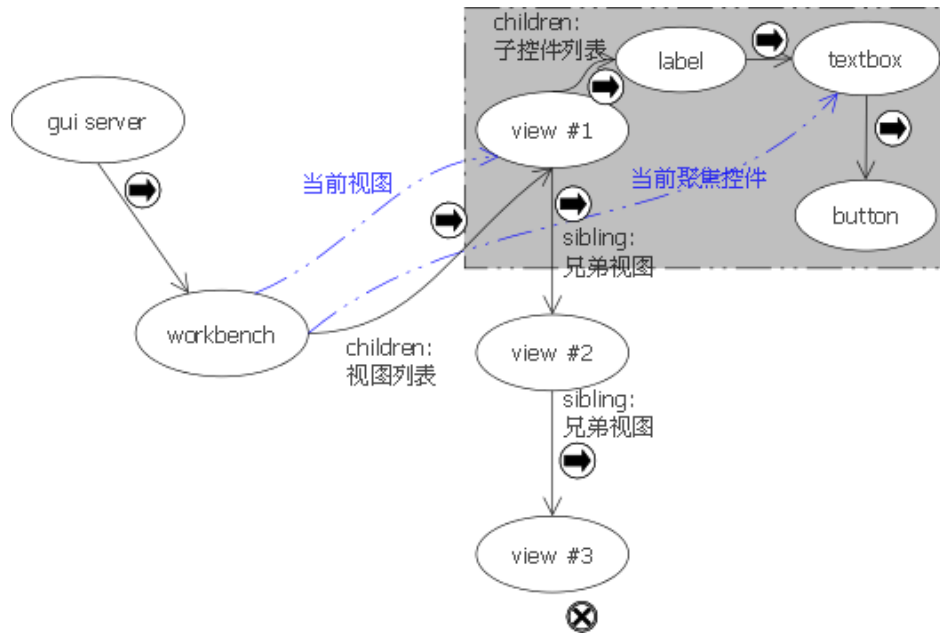 children:
子控件列表
label
textbox
gui server
view #1
当前视图
当前聚焦控件
button
sibling:
兄弟视图
workbench
children:
视图列表
view #2
sibling:
兄弟视图
view #3